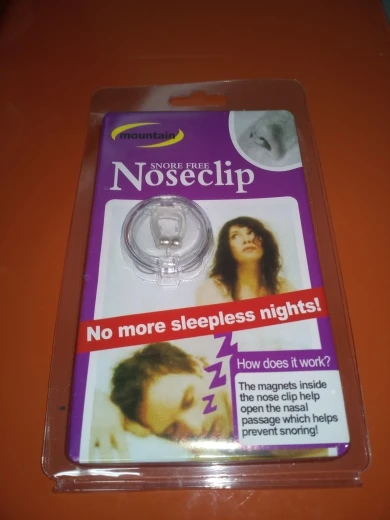 mountain
SNORE FREE
Noseclip
No more sleepless nights!
z
z
z
z
How does it work?
The magnets inside
the nose clip help
open the nasal
passage which helps
prevent snoring!